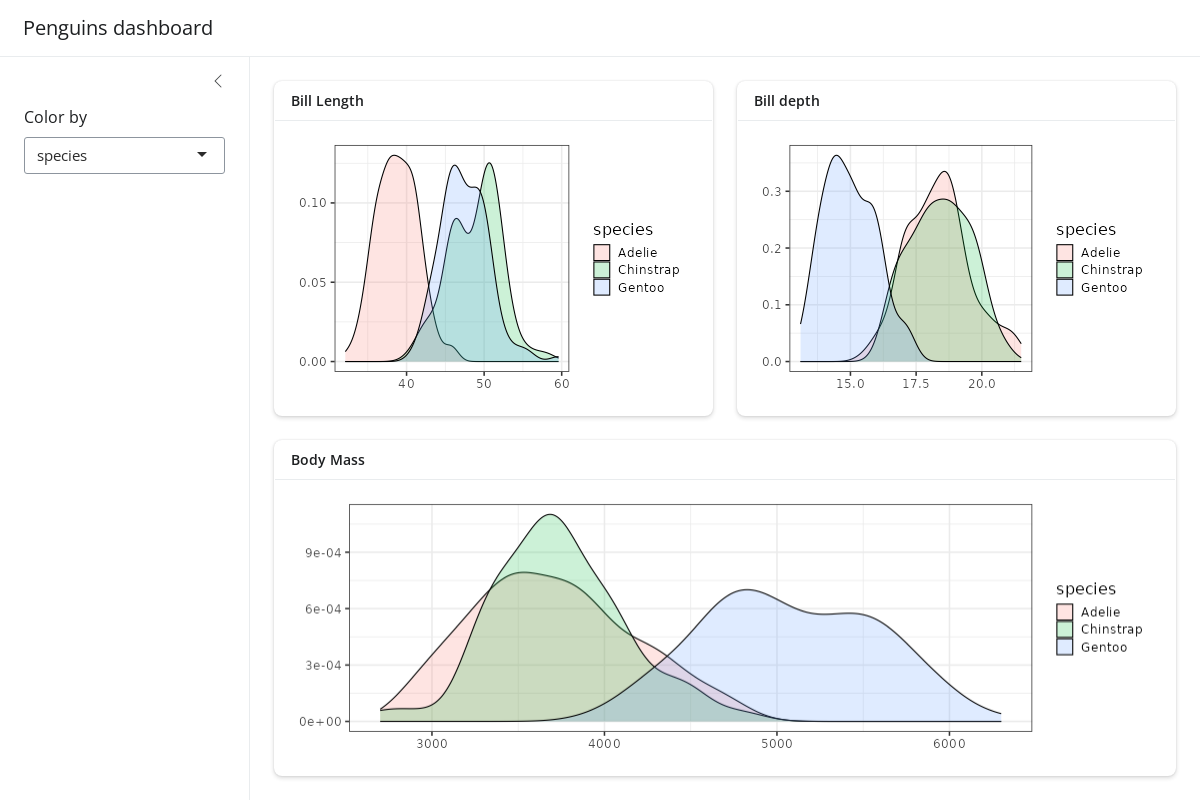 Penguins dashboard
Color by
species
Bill Length
0.10
0.05
0.00
40 50 60
species
Adelie
Chinstrap
Gentoo
Bill depth
0.3
0.2
0.1
0.0
15.0 17.5 20.0
species
Adelie
Chinstrap
Gentoo
Body Mass
9e-04
6e-04
3e-04
0e+00
3000 4000 5000 6000
species
Adelie
Chinstrap
Gentoo